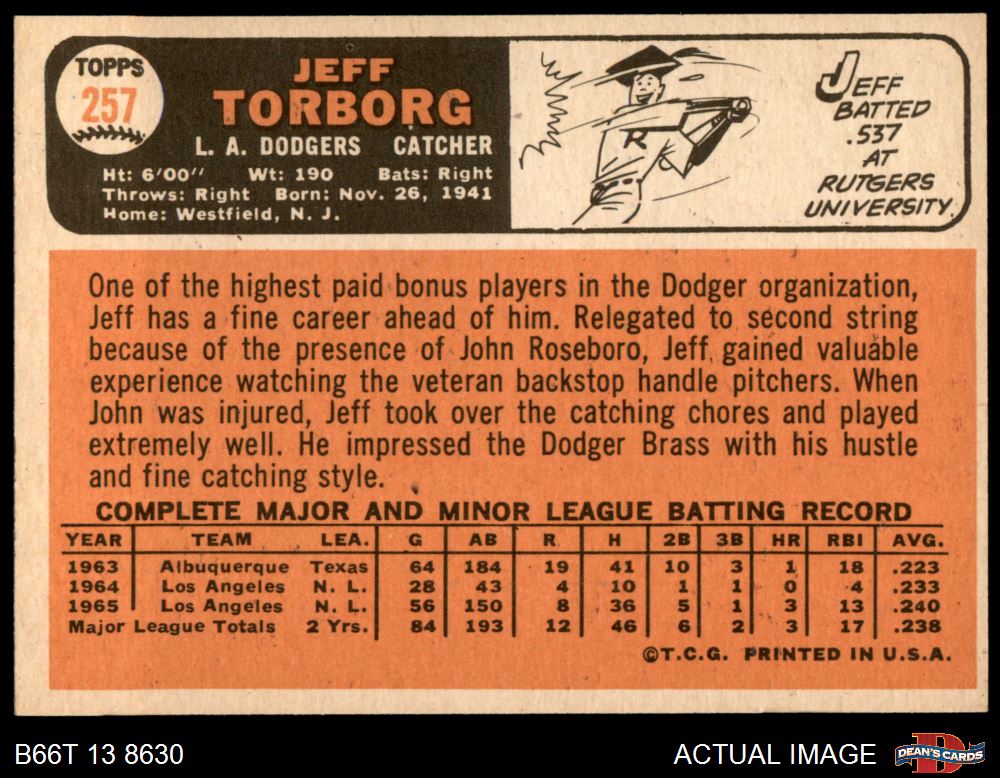 TOPPS
257
JEFF
TORBORG
L. A. DODGERS CATCHER
Ht: 6'00" Wt: 190 Bats: Right
Throws: Right Born: Nov. 26, 1941
Home: Westfield, N. J.
R
JEFF
BATTED
.537
AT
RUTGERS
UNIVERSITY
One of the highest paid bonus players in the Dodger organization,
Jeff has a fine career ahead of him. Relegated to second string
because of the presence of John Roseboro, Jeff gained valuable
experience watching the veteran backstop handle pitchers. When
John was injured, Jeff took over the catching chores and played
extremely well. He impressed the Dodger Brass with his hustle
and fine catching style.
COMPLETE MAJOR AND MINOR LEAGUE BATTING RECORD
YEAR TEAM LEA. G AB R H 2B 3B HR RBI AVG.
1963 Albuquerque Texas 64 184 19 41 10 3 1 18 .223
1964 Los Angeles N. L. 28 43 4 10 1 1 0 4 .233
1965 Los Angeles N. L. 56 150 8 36 5 1 3 13 .240
Major League Totals 2 Yrs. 84 193 12 46 6 2 3 17 .238
©T.C.G. PRINTED IN U.S.A.
B66T 13 8630 ACTUAL IMAGE DEAN'S CARDS